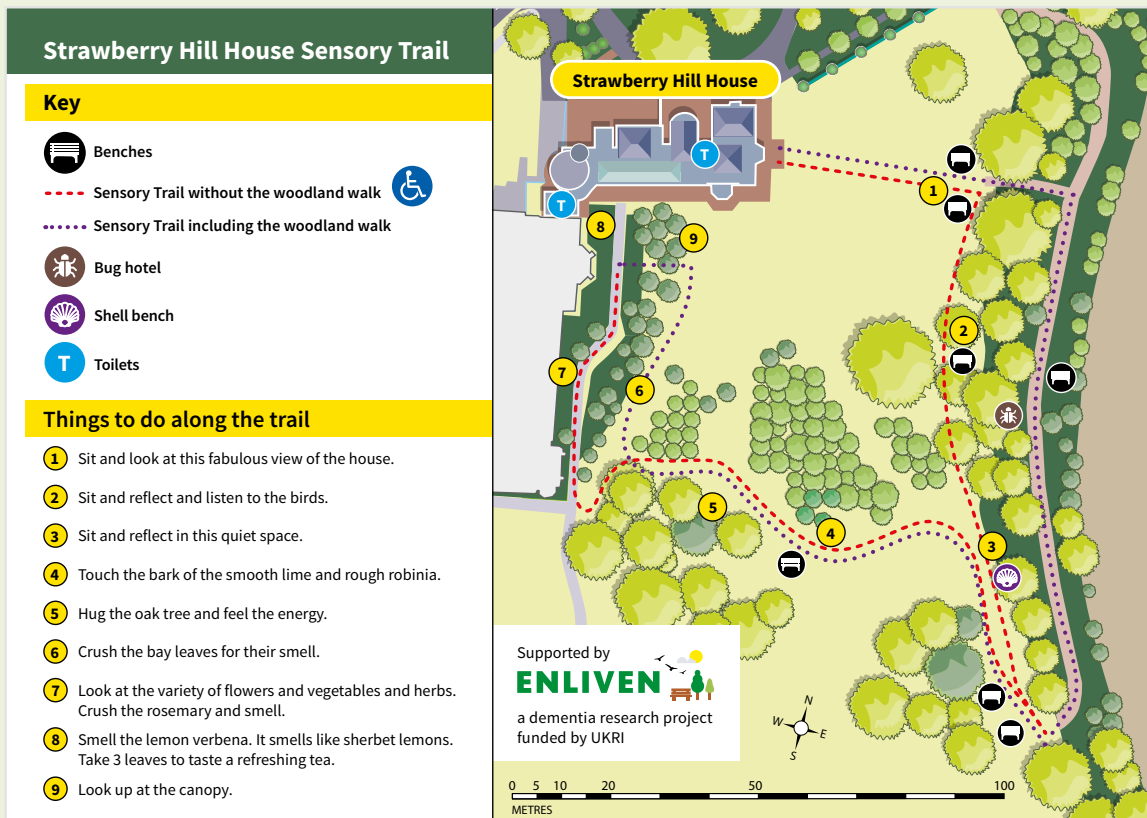 Strawberry Hill House Sensory Trail
Key
Benches
Sensory Trail without the woodland walk
Sensory Trail including the woodland walk
Bug hotel
Shell bench
T Toilets
Things to do along the trail
1 Sit and look at this fabulous view of the house.
2 Sit and reflect and listen to the birds.
3 Sit and reflect in this quiet space.
4 Touch the bark of the smooth lime and rough robinia.
5 Hug the oak tree and feel the energy.
6 Crush the bay leaves for their smell.
7 Look at the variety of flowers and vegetables and herbs.
Crush the rosemary and smell.
8 Smell the lemon verbena. It smells like sherbet lemons.
Take 3 leaves to taste a refreshing tea.
9 Look up at the canopy.
Strawberry Hill House
T
T
1
8
9
2
7
6
5
4
3
Supported by
ENLIVEN
a dementia research project
funded by UKRI
N
W
E
S
0 5 10 20 50 100
METRES